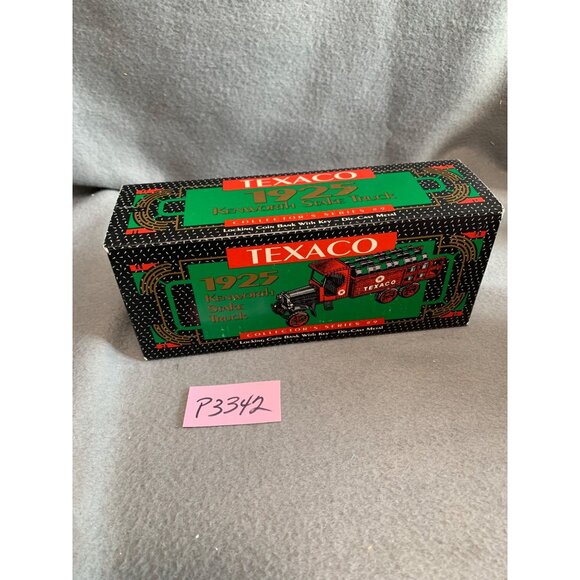 TEXACO
1925
KENWORTH STAKE TRUCK
COLLECTOR'S SERIES #9
Locking Coin Bank With Key – Die-Cast Metal
TEXACO
1925
KENWORTH
STAKE
TRUCK
TEXACO
COLLECTOR'S SERIES #9
Locking Coin Bank With Key – Die-Cast Metal
P3342